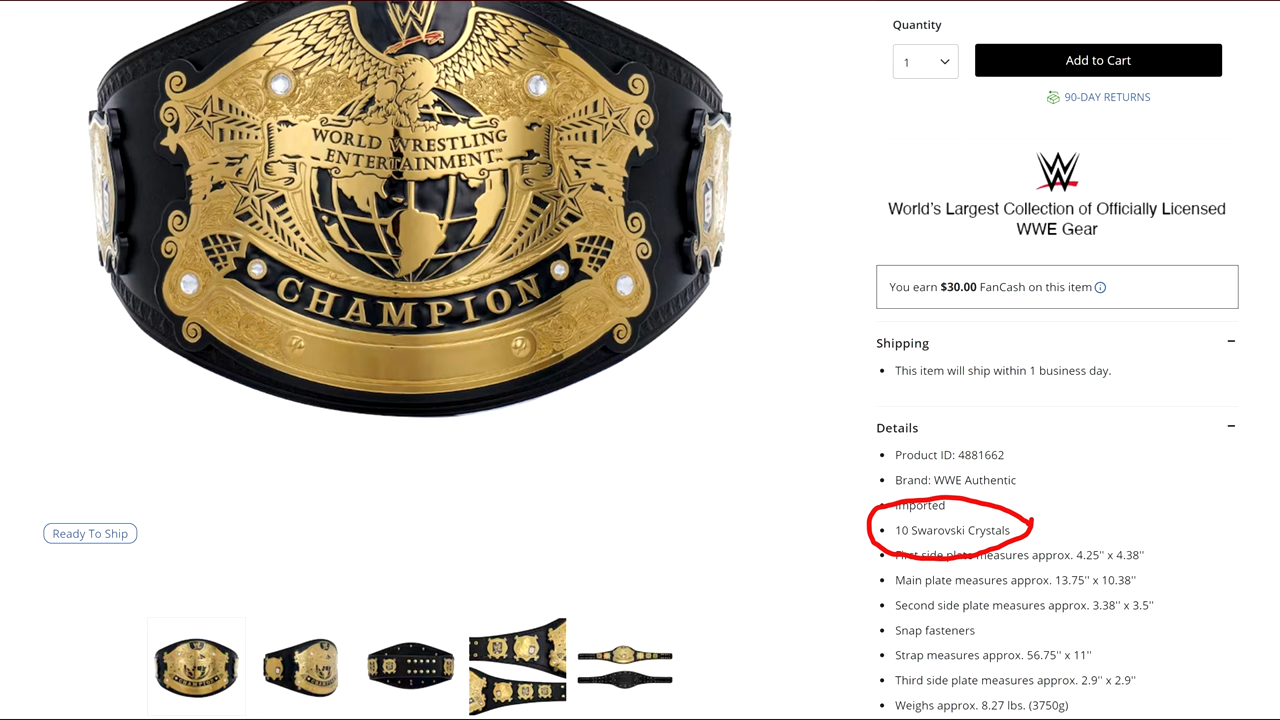 W
WORLD WRESTLING
ENTERTAINMENT™
CHAMPION
Ready To Ship
CHAMPION
Quantity
1
Add to Cart
90-DAY RETURNS
W
World's Largest Collection of Officially Licensed
WWE Gear
You earn $30.00 FanCash on this item
Shipping
This item will ship within 1 business day.
Details
Product ID: 4881662
Brand: WWE Authentic
Imported
10 Swarovski Crystals
First side plate measures approx. 4.25'' x 4.38''
Main plate measures approx. 13.75'' x 10.38''
Second side plate measures approx. 3.38'' x 3.5''
Snap fasteners
Strap measures approx. 56.75'' x 11''
Third side plate measures approx. 2.9'' x 2.9''
Weighs approx. 8.27 lbs. (3750g)